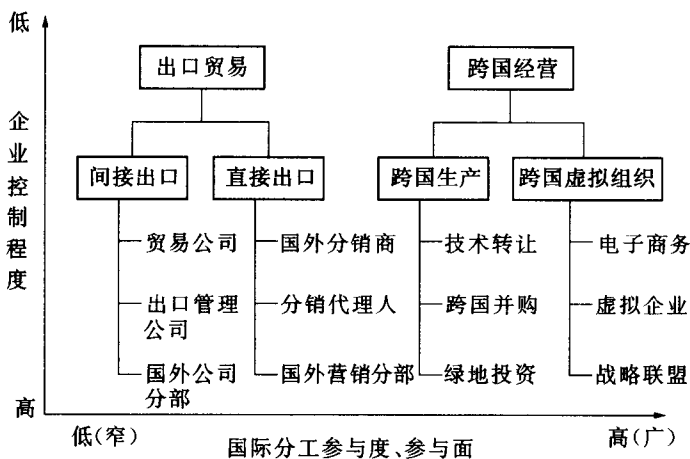 低
出口贸易
跨国经营
企业控制程度
间接出口
直接出口
跨国生产
跨国虚拟组织
贸易公司
国外分销商
技术转让
电子商务
出口管理
公司
分销代理人
跨国并购
虚拟企业
国外公司
分部
国外营销分部
绿地投资
战略联盟
高
低(窄)
国际分工参与度、参与面
高(广)